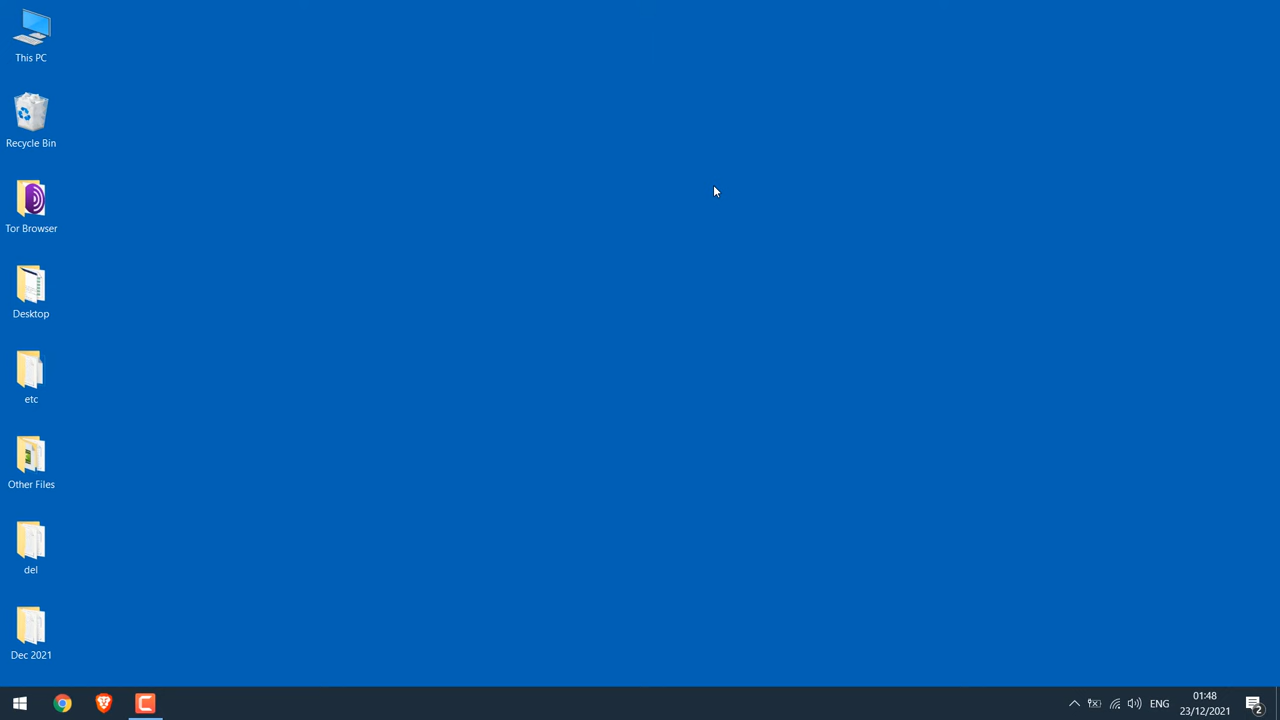 This PC
Recycle Bin
Tor Browser
Desktop
etc
Other Files
del
Dec 2021
ENG
01:48
23/12/2021
2